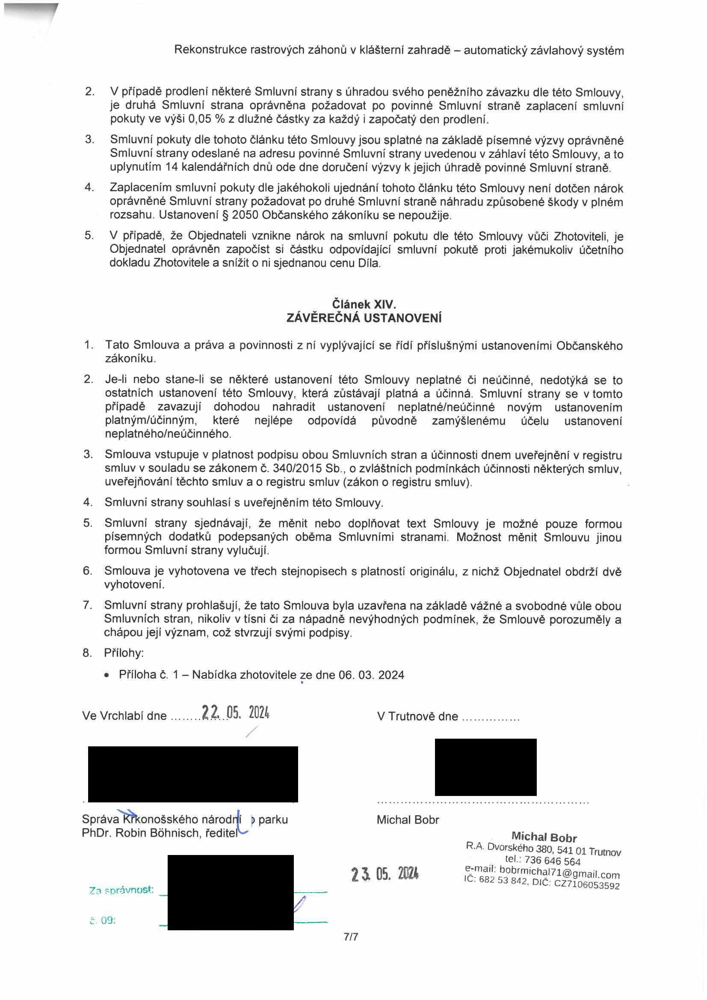 Rekonstrukce rastrových záhonů v klášterní zahradě – automatický závlahový systém
2. V případě prodlení některé Smluvní strany s úhradou svého peněžního závazku dle této Smlouvy,
je druhá Smluvní strana oprávněna požadovat po povinné Smluvní straně zaplacení smluvní
pokuty ve výši 0,05 % z dlužné částky za každý i započatý den prodlení.
3. Smluvní pokuty dle tohoto článku této Smlouvy jsou splatné na základě písemné výzvy oprávněné
Smluvní strany odeslané na adresu povinné Smluvní strany uvedenou v záhlaví této Smlouvy, a to
uplynutím 14 kalendářních dnů ode dne doručení výzvy k jejich úhradě povinné Smluvní straně.
4. Zaplacením smluvní pokuty dle jakéhokoli ujednání tohoto článku této Smlouvy není dotčen nárok
oprávněné Smluvní strany požadovat po druhé Smluvní straně náhradu způsobené škody v plném
rozsahu. Ustanovení § 2050 Občanského zákoníku se nepoužije.
5. V případě, že Objednateli vznikne nárok na smluvní pokutu dle této Smlouvy vůči Zhotoviteli, je
Objednatel oprávněn započíst si částku odpovídající smluvní pokutě proti jakémukoliv účetního
dokladu Zhotovitele a snížit o ni sjednanou cenu Díla.
Článek XIV.
ZÁVĚREČNÁ USTANOVENÍ
1. Tato Smlouva a práva a povinnosti z ní vyplývající se řídí příslušnými ustanoveními Občanského
zákoníku.
2. Je-li nebo stane-li se některé ustanovení této Smlouvy neplatné či neúčinné, nedotýká se to
ostatních ustanovení této Smlouvy, která zůstávají platná a účinná. Smluvní strany se v tomto
případě zavazují dohodou nahradit ustanovení neplatné/neúčinné novým ustanovením
platným/účinným, které nejlépe odpovídá původně zamýšlenému účelu ustanovení
neplatného/neúčinného.
3. Smlouva vstupuje v platnost podpisu obou Smluvních stran a účinnosti dnem uveřejnění v registru
smluv v souladu se zákonem č. 340/2015 Sb., o zvláštních podmínkách účinnosti některých smluv,
uveřejňování těchto smluv a o registru smluv (zákon o registru smluv).
4. Smluvní strany souhlasí s uveřejněním této Smlouvy.
5. Smluvní strany sjednávají, že měnit nebo doplňovat text Smlouvy je možné pouze formou
písemných dodatků podepsaných oběma Smluvními stranami. Možnost měnit Smlouvu jinou
formou Smluvní strany vylučují.
6. Smlouva je vyhotovena ve třech stejnopisech s platností originálu, z nichž Objednatel obdrží dvě
vyhotovení.
7. Smluvní strany prohlašují, že tato Smlouva byla uzavřena na základě vážné a svobodné vůle obou
Smluvních stran, nikoliv v tísni či za nápadně nevýhodných podmínek, že Smlouvě porozuměly a
chápou její význam, což stvrzují svými podpisy.
8. Přílohy:
• Příloha č. 1 – Nabídka zhotovitele ze dne 06. 03. 2024
Ve Vrchlabí dne ........22. 05. 2024
V Trutnově dne ...............
Správa Krkonošského národní o parku
PhDr. Robin Böhnisch, ředitel
Michal Bobr
Michal Bobr
R.A. Dvorského 380, 541 01 Trutnov
tel.: 736 646 564
e-mail: bobrmichal71@gmail.com
IČ: 682 53 842, DIČ: CZ7106053592
23. 05. 2024
Za správnost:
č. 09:
7/7